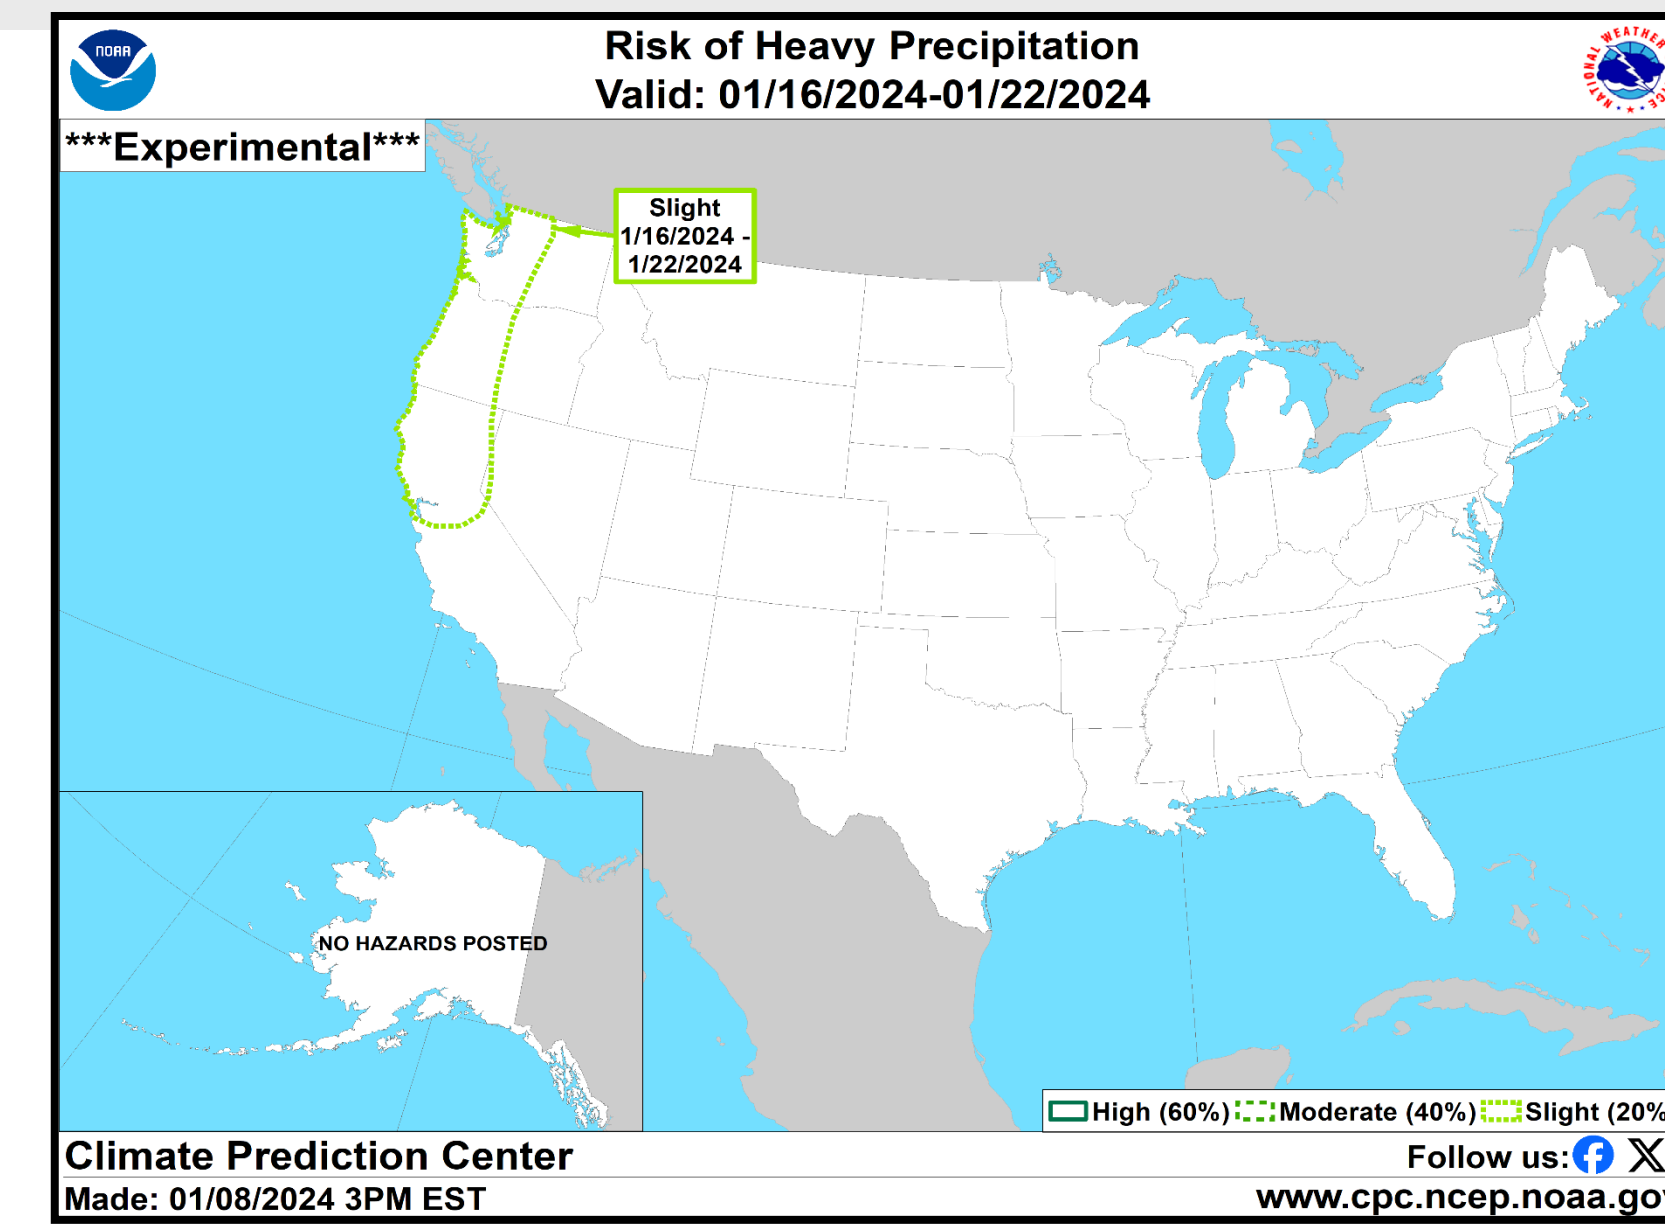 NOAA
Risk of Heavy Precipitation
Valid: 01/16/2024-01/22/2024
NATIONAL WEATHER
***Experimental***
Slight
1/16/2024 -
1/22/2024
NO HAZARDS POSTED
High (60%) Moderate (40%) Slight (20%
Climate Prediction Center
Follow us:
Made: 01/08/2024 3PM EST
www.cpc.ncep.noaa.gov